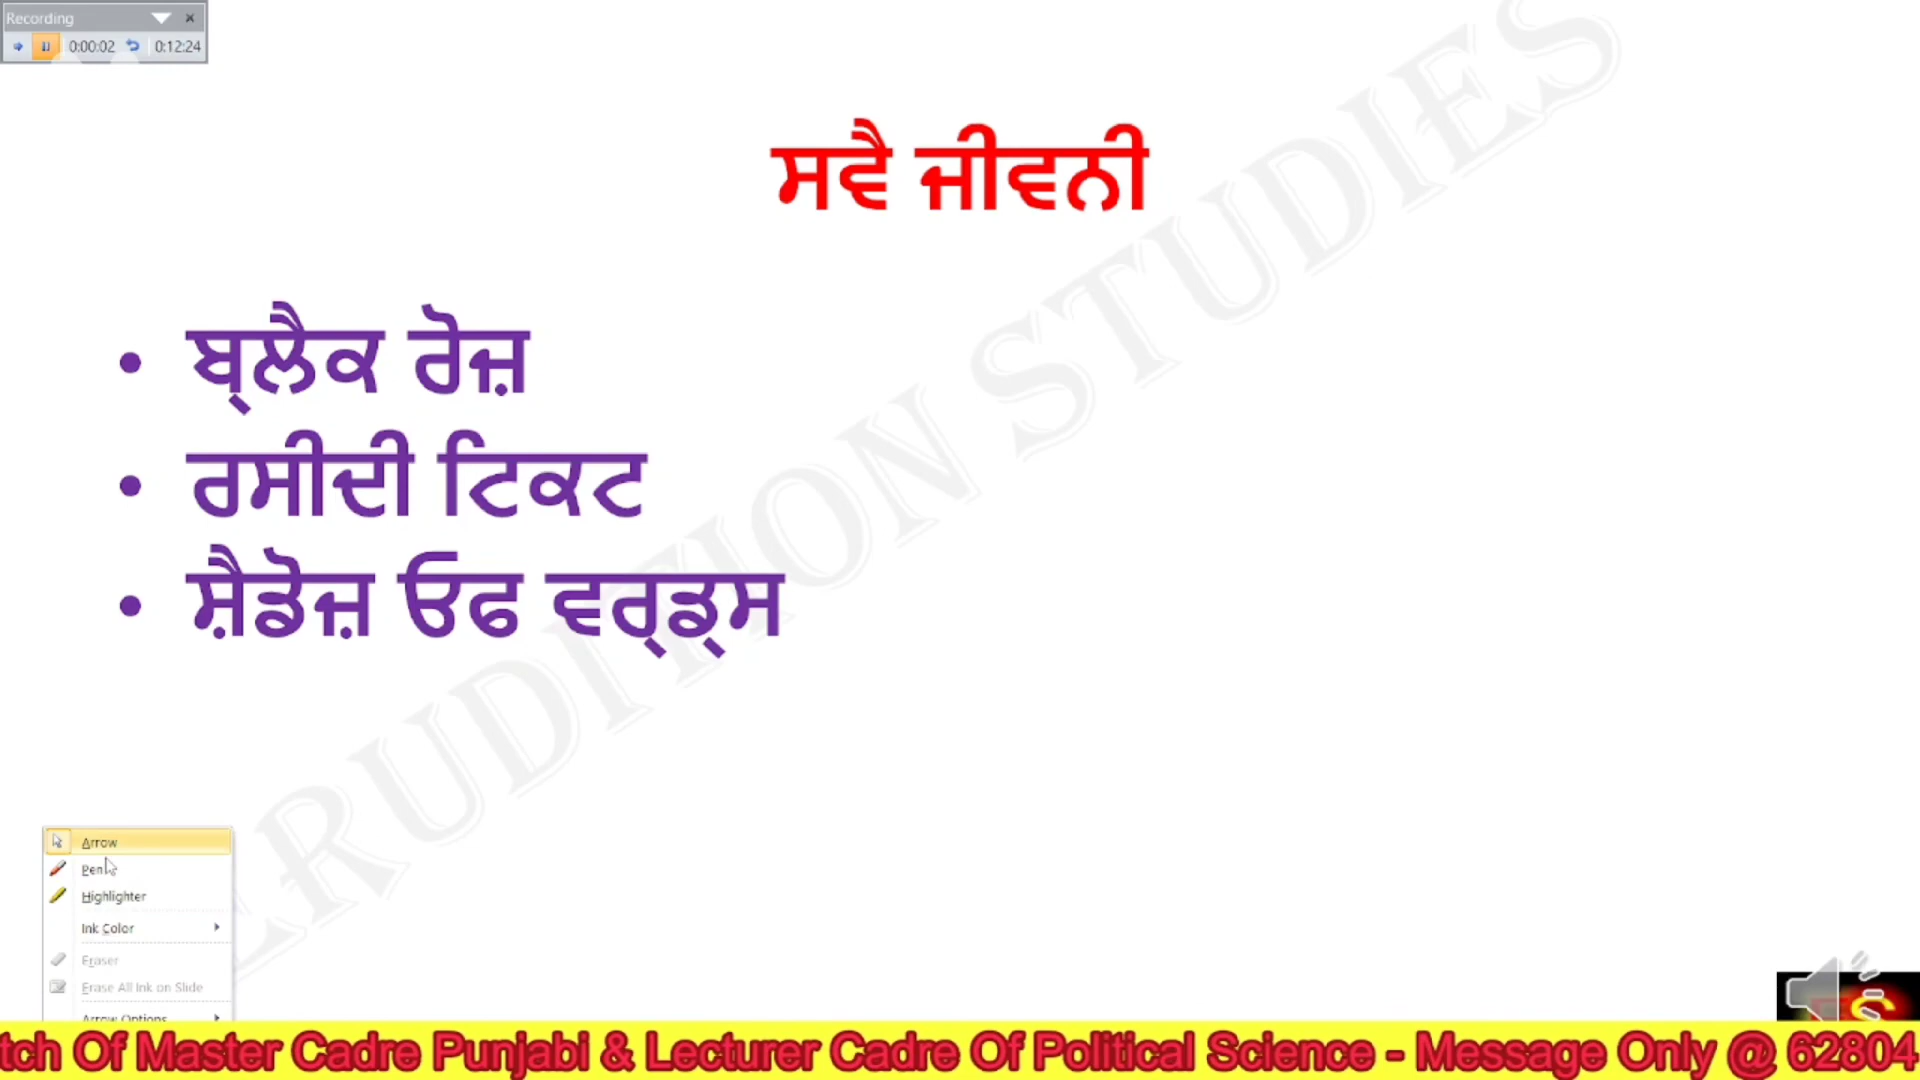 Recording
0:00:02 0:12:24
ਸਵੈ ਜੀਵਨੀ
• ਬ੍ਲੈਕ ਰੋਜ਼
• ਰਸੀਦੀ ਟਿਕਟ
• ਸ਼ੈਡੋਜ਼ ਓਫ ਵਰ੍ਡ੍ਸ
ERUDITION STUDIES
Arrow
Pen
Highlighter
Ink Color
Eraser
Erase All Ink on Slide
Arrow Options
tch Of Master Cadre Punjabi & Lecturer Cadre Of Political Science - Message Only @ 62804